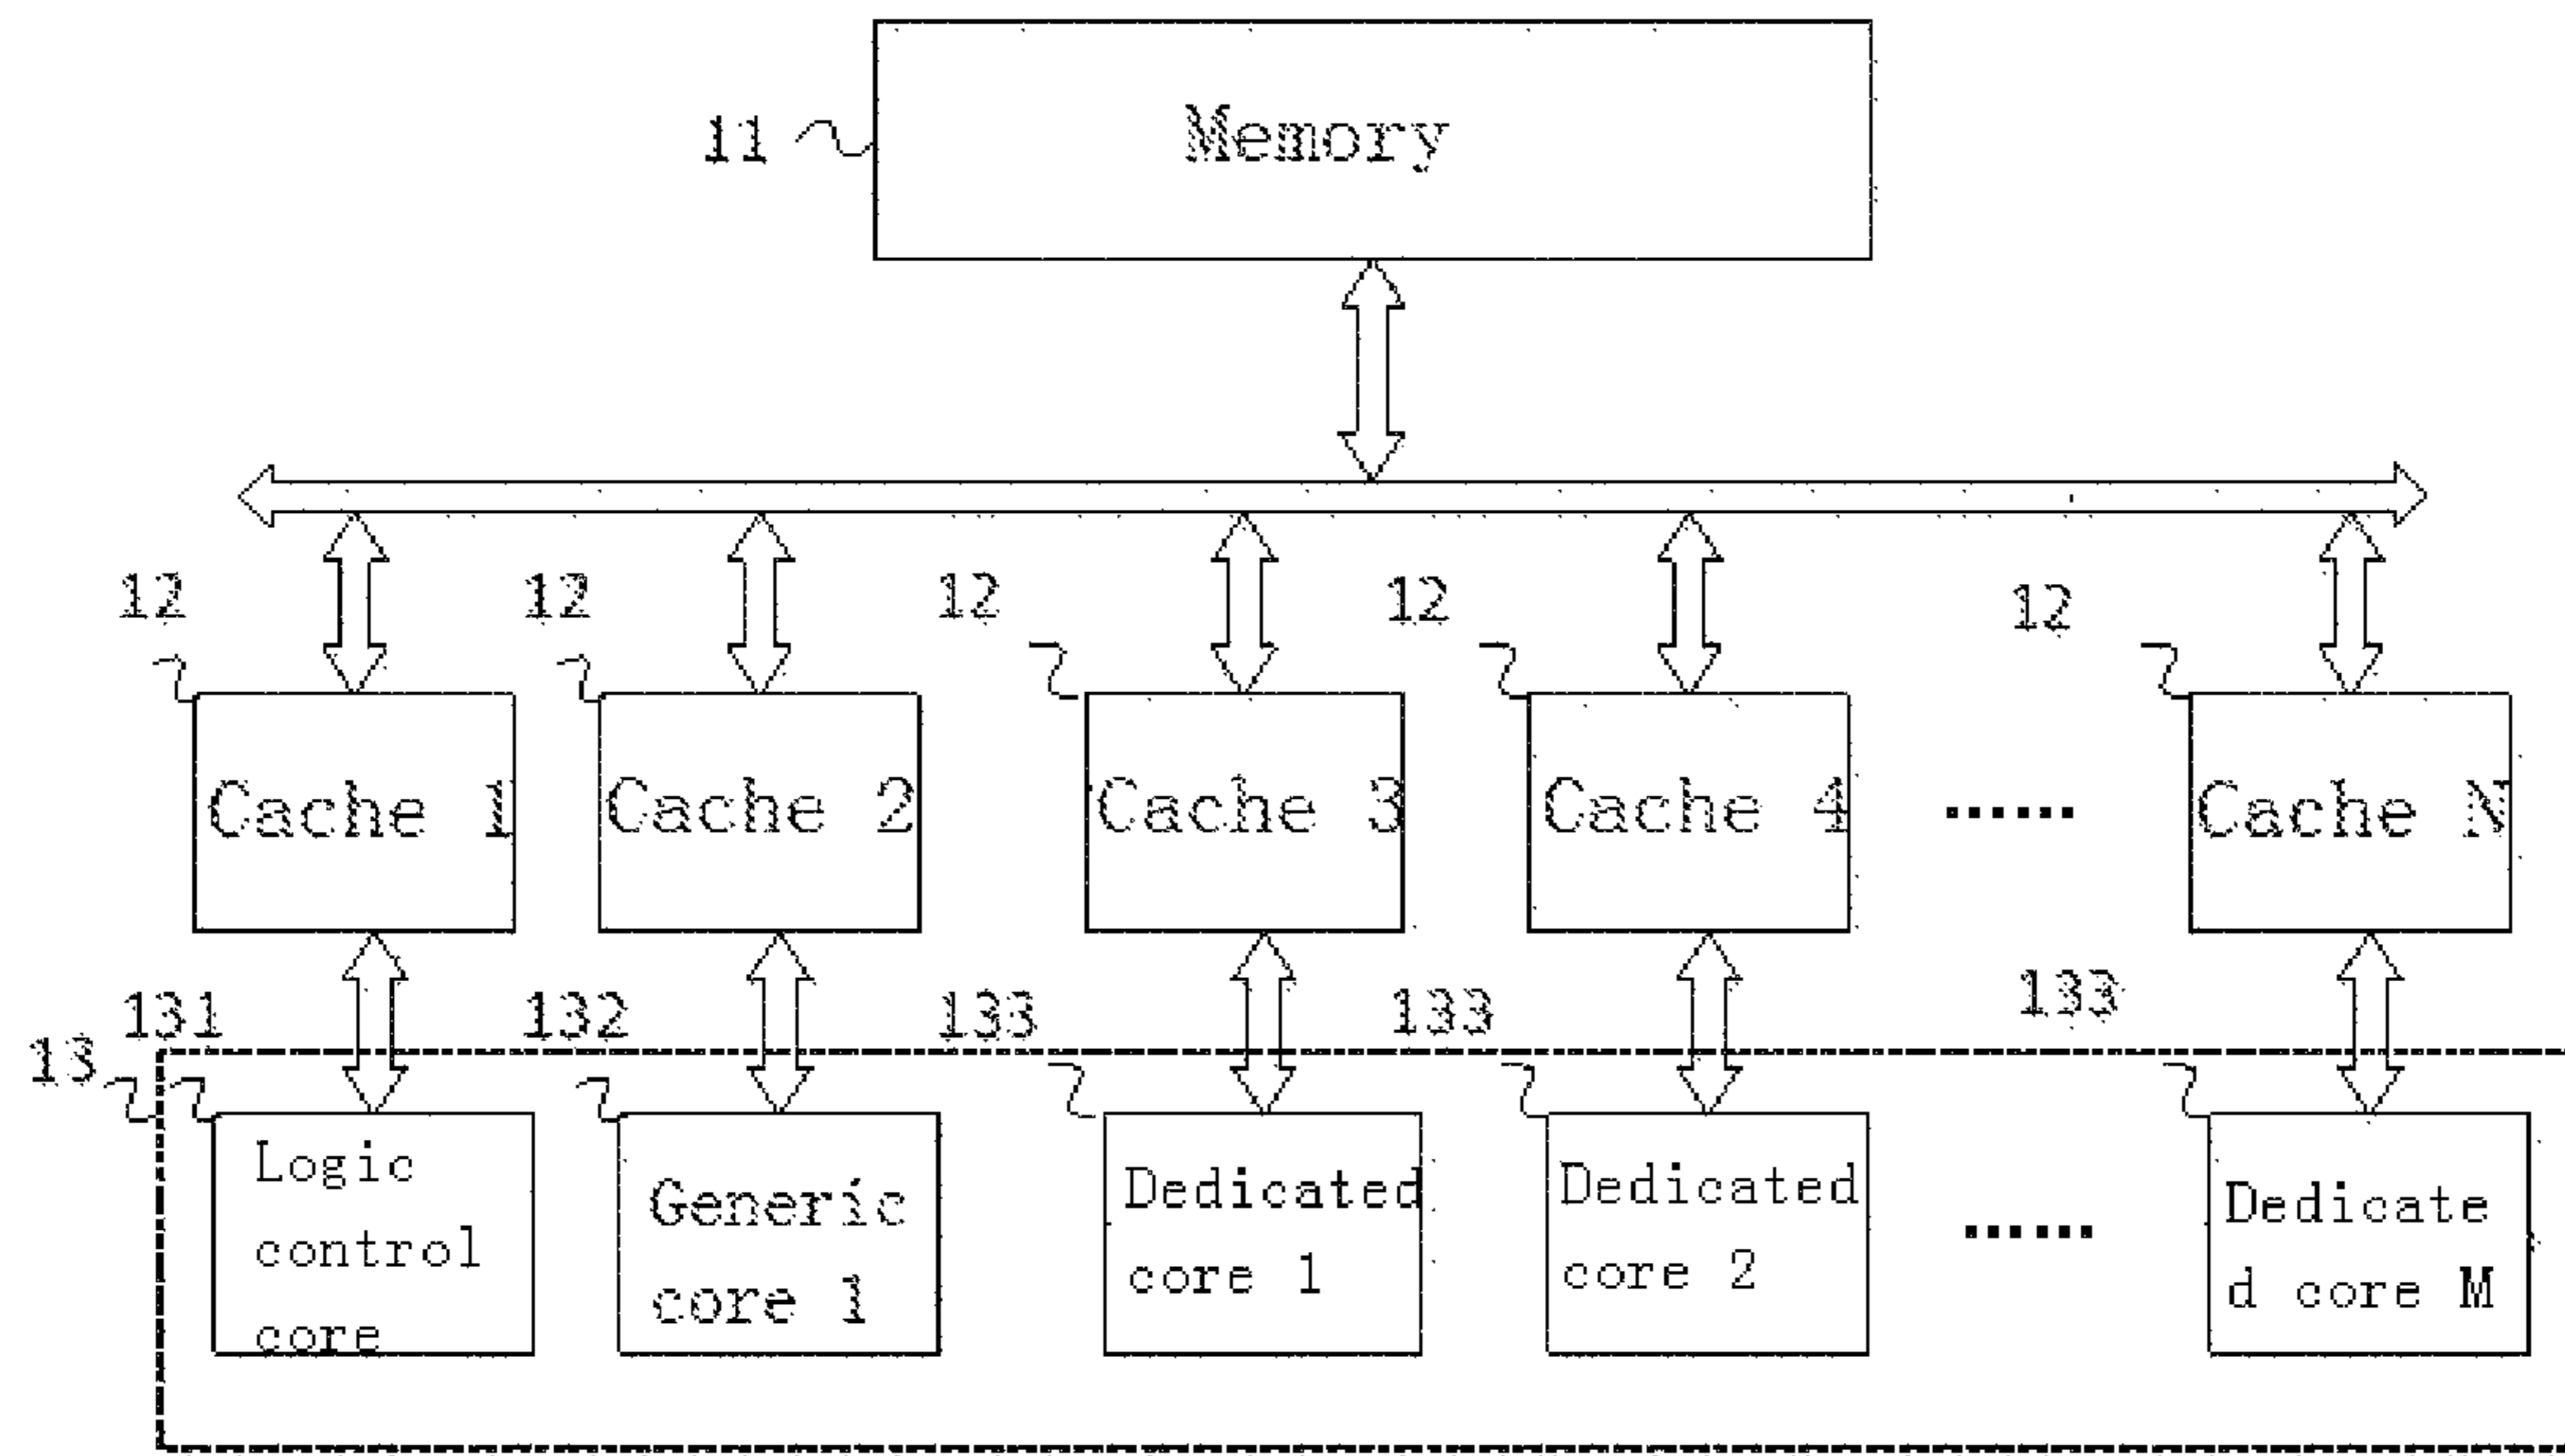 11 Memory
12 12 12 12 12
Cache 1 Cache 2 Cache 3 Cache 4 ...... Cache N
131 132 133 133 133
13
Logic
control
core
Generic
core 1
Dedicated
core 1
Dedicated
core 2
......
Dedicate
d core M